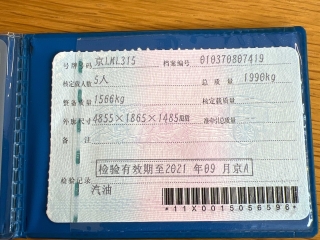 号牌号码 京LML315 档案编号 010370807419
核定载人数 5人 总质量 1990kg
整备质量 1566kg 核定载质量
外廓尺寸 4855×1865×1485mm 准牵引总质量
备注
检验有效期至2021年09月京A
检验记录
汽油
*11X0015056596*